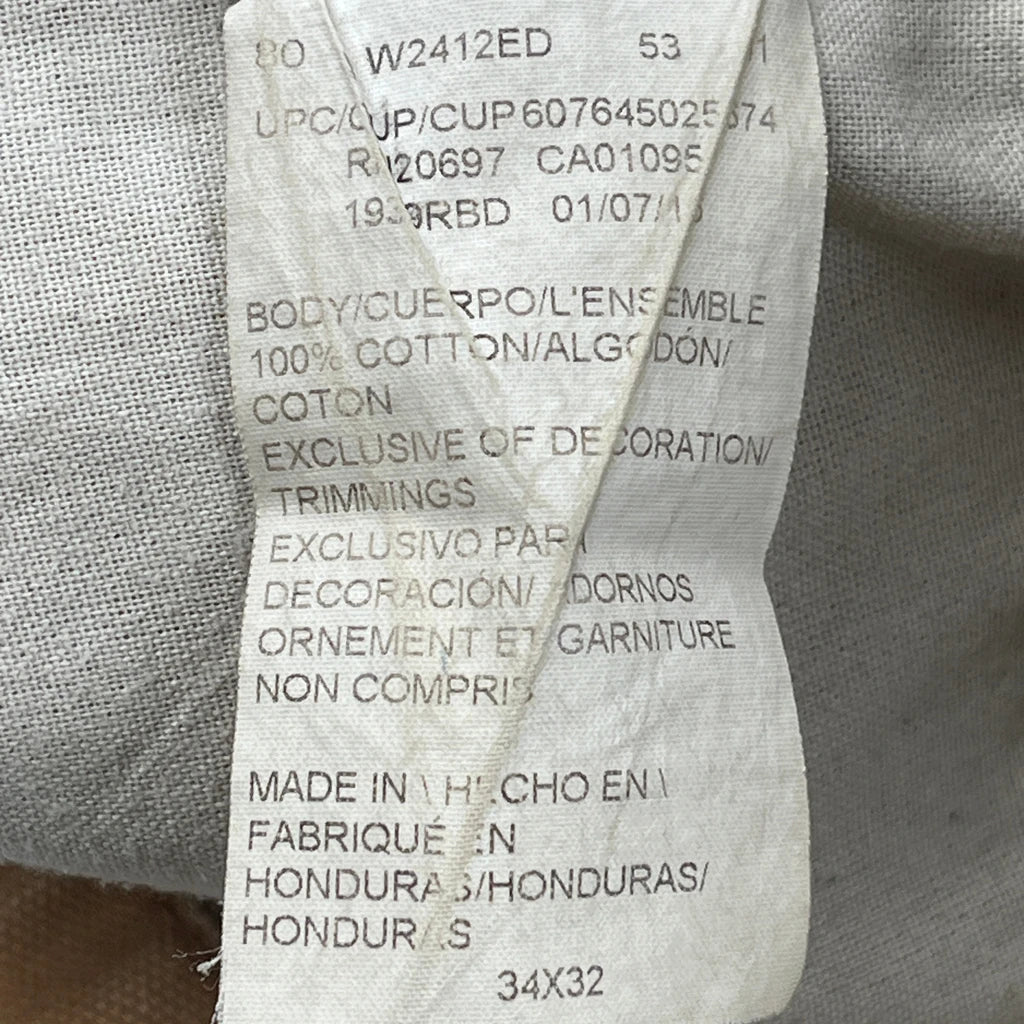 80 W2412ED 53 1
UPC/CUP/CUP
CA01095
BODY/CUERPO/L'ENSEMBLE
100% COTTON/ALGODÓN/
COTON
EXCLUSIVE OF DECORATION/
TRIMMINGS
EXCLUSIVO PARA
DECORACIÓN/ ADORNOS
ORNEMENT ET GARNITURE
NON COMPRIS
MADE IN \ HECHO EN \
FABRIQUÉ EN
HONDURAS/HONDURAS/
HONDURAS
34X32